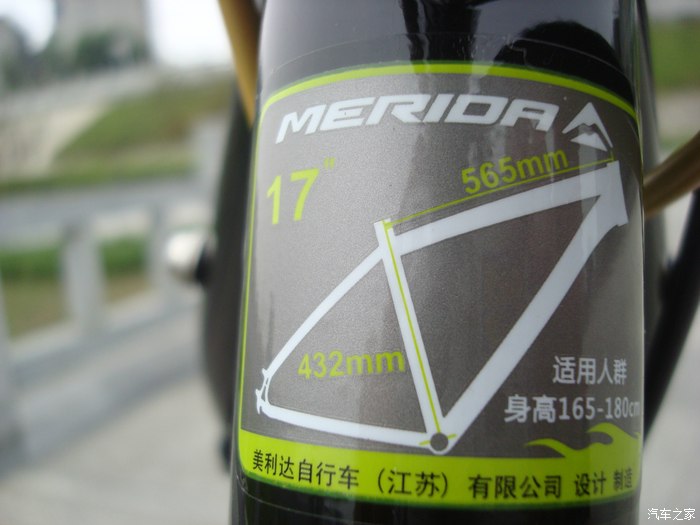 MERIDA
17"
565mm
432mm
适用人群
身高165-180cm
美利达自行车（江苏）有限公司 设计 制造
汽车之家